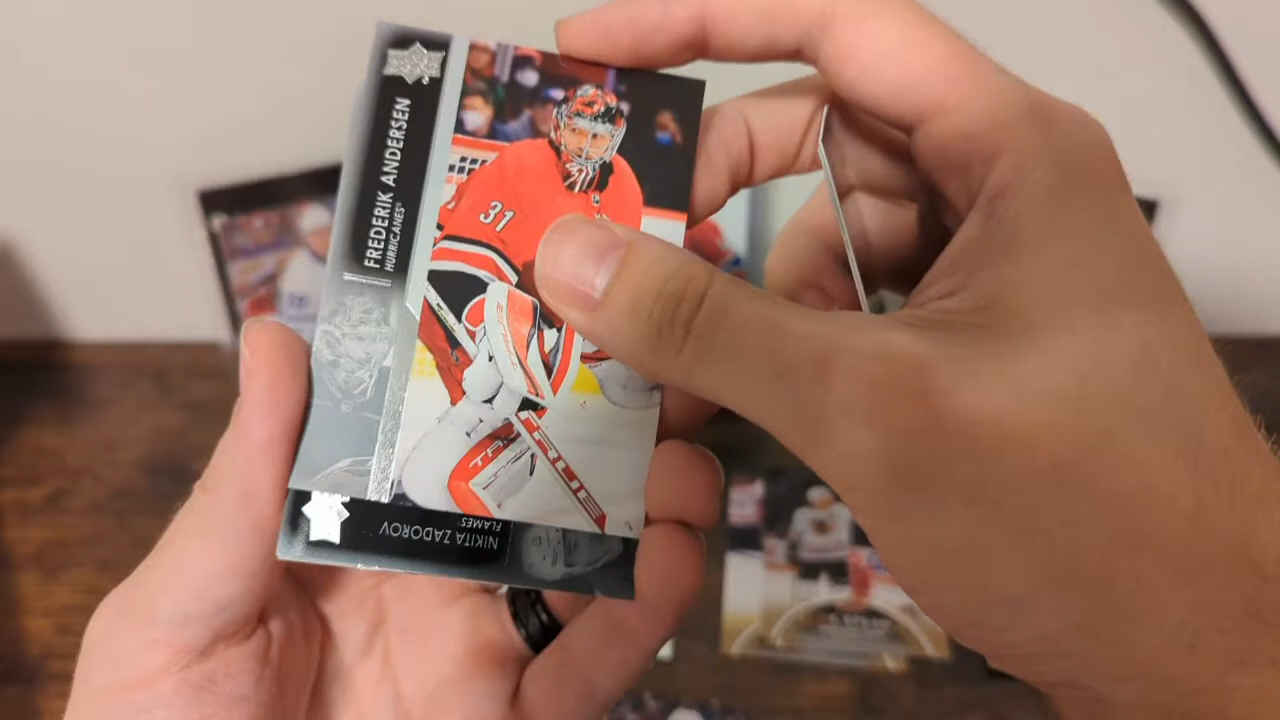 FREDERIK ANDERSEN
HURRICANES
31
TRUE
NIKITA ZADOROV
FLAMES